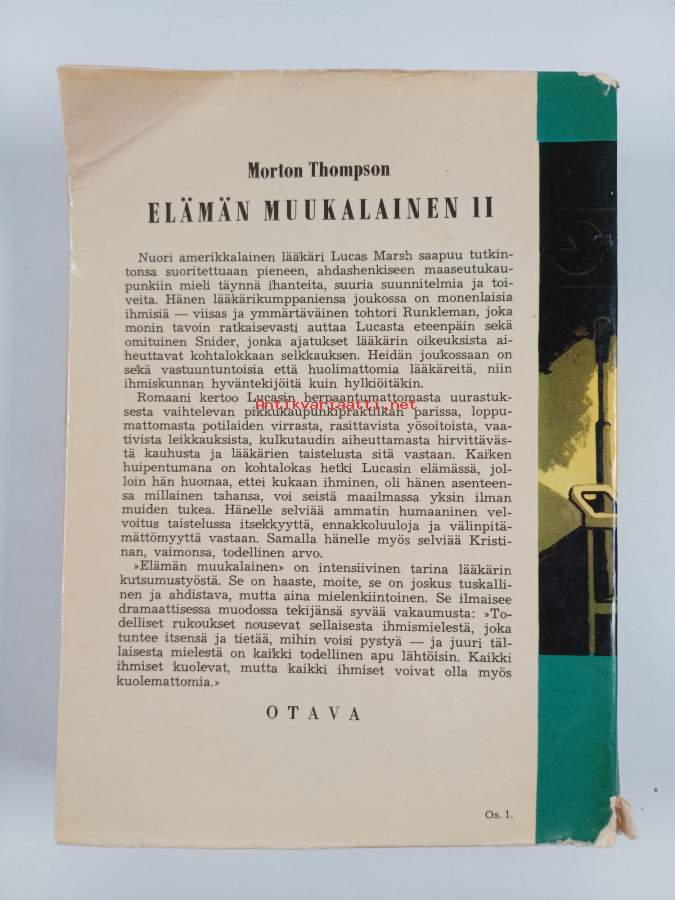 Morton Thompson
ELÄMÄN MUUKALAINEN II
Nuori amerikkalainen lääkäri Lucas Marsh saapuu tutkin-
tonsa suoritettuaan pieneen, ahdashenkiseen maaseutukau-
punkiin mieli täynnä ihanteita, suuria suunnitelmia ja toi-
veita. Hänen lääkärikumppaniensa joukossa on monenlaisia
ihmisiä — viisas ja ymmärtäväinen tohtori Runkleman, joka
monin tavoin ratkaisevasti auttaa Lucasta eteenpäin sekä
omituinen Snider, jonka ajatukset lääkärin oikeuksista ai-
heuttavat kohtalokkaan selkkauksen. Heidän joukossaan on
sekä vastuuntuntoisia että huolimattomia lääkäreitä, niin
ihmiskunnan hyväntekijöitä kuin hylkiöitäkin.
Romaani kertoo Lucasin herpaantumattomasta uurastuk-
sesta vaihtelevan pikkukaupunkipraktiikan parissa, loppu-
mattomasta potilaiden virrasta, rasittavista yösoitoista, vaa-
tivista leikkauksista, kulkutaudin aiheuttamasta hirvittäväs-
tä kauhusta ja lääkärien taistelusta sitä vastaan. Kaiken
huipentumana on kohtalokas hetki Lucasin elämässä, jol-
loin hän huomaa, ettei kukaan ihminen, oli hänen asenteen-
sa millainen tahansa, voi seistä maailmassa yksin ilman
muiden tukea. Hänelle selviää ammatin humaaninen vel-
voitus taistelussa itsekkyyttä, ennakkoluuloja ja välinpitä-
mättömyyttä vastaan. Samalla hänelle myös selviää Kristi-
nan, vaimonsa, todellinen arvo.
»Elämän muukalainen» on intensiivinen tarina lääkärin
kutsumustyöstä. Se on haaste, moite, se on joskus tuskalli-
nen ja ahdistava, mutta aina mielenkiintoinen. Se ilmaisee
dramaattisessa muodossa tekijänsä syvää vakaumusta: »To-
delliset rukoukset nousevat sellaisesta ihmismielestä, joka
tuntee itsensä ja tietää, mihin voisi pystyä — ja juuri täl-
laisesta mielestä on kaikki todellinen apu lähtöisin. Kaikki
ihmiset kuolevat, mutta kaikki ihmiset voivat olla myös
kuolemattomia.»
OTAVA
Os. 1.
Antikvariaatti.net